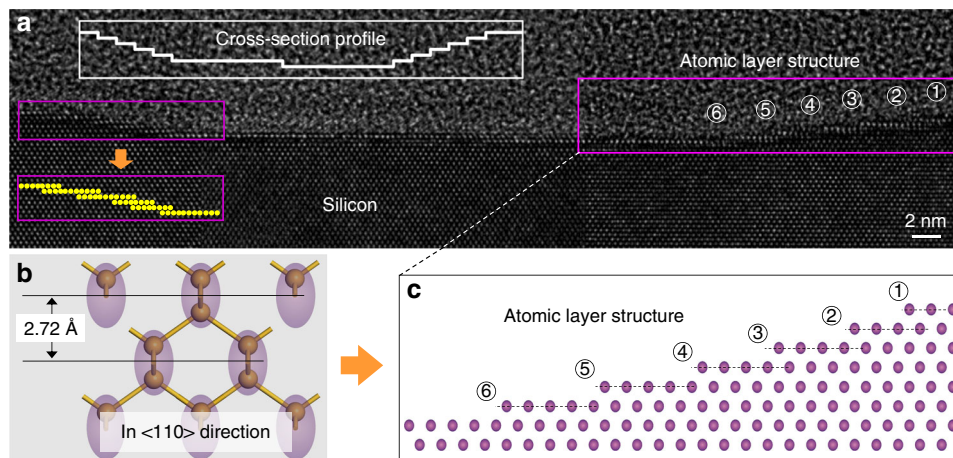 a
Cross-section profile
Atomic layer structure
⑥ ⑤ ④ ③ ② ①
Silicon
2 nm
b
2.72 Å
In <110> direction
c
Atomic layer structure
①
②
③
④
⑤
⑥